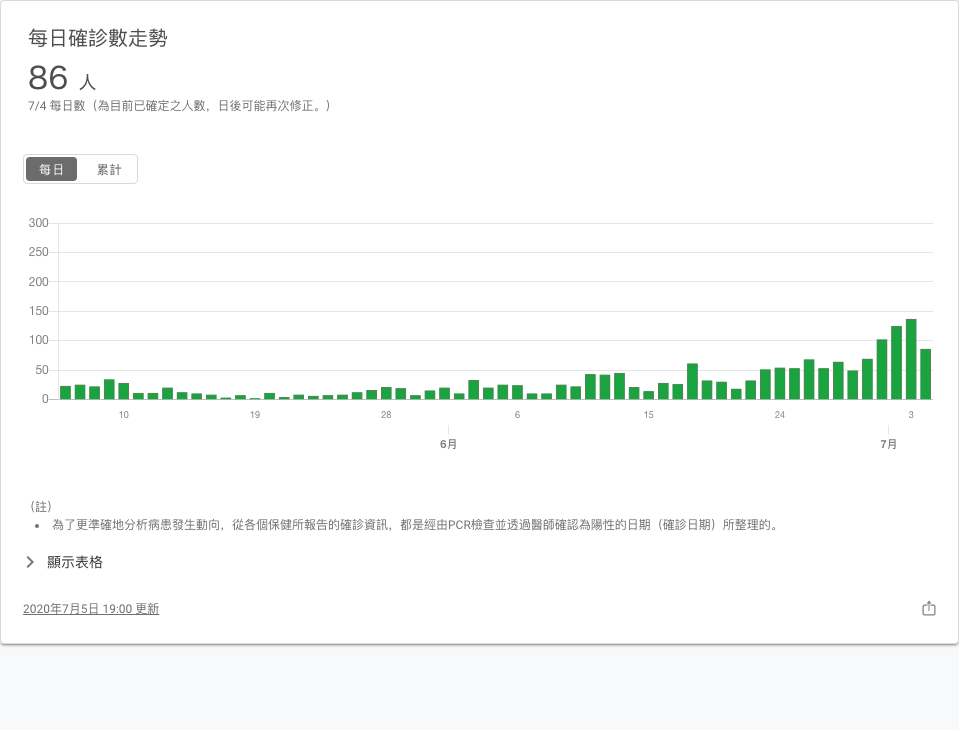 每日確診數走勢
86 人
7/4 每日數（為目前已確定之人數，日後可能再次修正。）
每日 累計
300
250
200
150
100
50
0
10 19 28 6 15 24 3
6月 7月
（註）
• 為了更準確地分析病患發生動向，從各個保健所報告的確診資訊，都是經由PCR檢查並透過醫師確認為陽性的日期（確診日期）所整理的。
顯示表格
2020年7月5日 19:00 更新